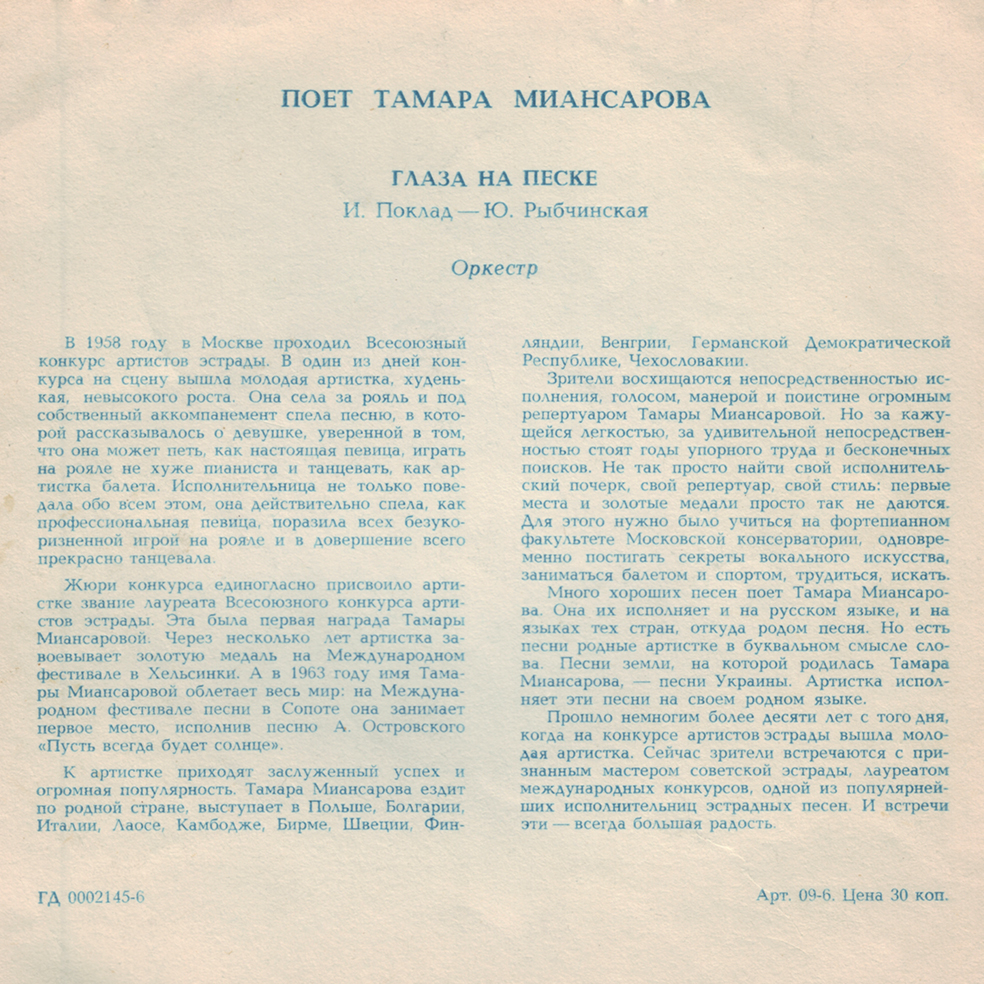 ПОЕТ ТАМАРА МИАНСАРОВА
ГЛАЗА НА ПЕСКЕ
И. Поклад — Ю. Рыбчинская
Оркестр
В 1958 году в Москве проходил Всесоюзный
конкурс артистов эстрады. В один из дней кон-
курса на сцену вышла молодая артистка, худень-
кая, невысокого роста. Она села за рояль и под
собственный аккомпанемент спела песню, в кото-
рой рассказывалось о девушке, уверенной в том,
что она может петь, как настоящая певица, играть
на рояле не хуже пианиста и танцевать, как ар-
тистка балета. Исполнительница не только пове-
дала обо всем этом, она действительно спела, как
профессиональная певица, поразила всех безуко-
ризненной игрой на рояле и в довершение всего
прекрасно танцевала.
Жюри конкурса единогласно присвоило арти-
стке звание лауреата Всесоюзного конкурса арти-
стов эстрады. Эта была первая награда Тамары
Миансаровой. Через несколько лет артистка за-
воевывает золотую медаль на Международном
фестивале в Хельсинки. А в 1963 году имя Тама-
ры Миансаровой облетает весь мир: на Междуна-
родном фестивале песни в Сопоте она занимает
первое место, исполнив песню А. Островского
«Пусть всегда будет солнце».
К артистке приходят заслуженный успех и
огромная популярность. Тамара Миансарова ездит
по родной стране, выступает в Польше, Болгарии,
Италии, Лаосе, Камбодже, Бирме, Швеции, Фин-
ляндии, Венгрии, Германской Демократической
Республике, Чехословакии.
Зрители восхищаются непосредственностью ис-
полнения, голосом, манерой и поистине огромным
репертуаром Тамары Миансаровой. Но за кажу-
щейся легкостью, за удивительной непосредствен-
ностью стоят годы упорного труда и бесконечных
поисков. Не так просто найти свой исполнитель-
ский почерк, свой репертуар, свой стиль: первые
места и золотые медали просто так не даются.
Для этого нужно было учиться на фортепианном
факультете Московской консерватории, одновре-
менно постигать секреты вокального искусства,
заниматься балетом и спортом, трудиться, искать.
Много хороших песен поет Тамара Миансаро-
ва. Она их исполняет и на русском языке, и на
языках тех стран, откуда родом песня. Но есть
песни родные артистке в буквальном смысле сло-
ва. Песни земли, на которой родилась Тамара
Миансарова, — песни Украины. Артистка испол-
няет эти песни на своем родном языке.
Прошло немногим более десяти лет с того дня,
когда на конкурсе артистов эстрады вышла моло-
дая артистка. Сейчас зрители встречаются с при-
знанным мастером советской эстрады, лауреатом
международных конкурсов, одной из популярней-
ших исполнительниц эстрадных песен. И встречи
эти — всегда большая радость.
ГД 0002145-6
Арт. 09-6. Цена 30 коп.